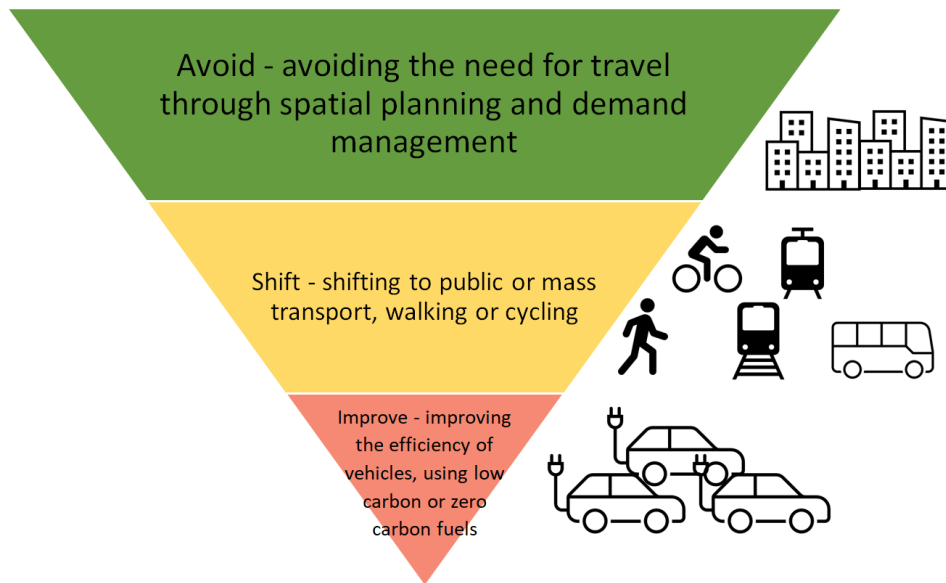 Avoid - avoiding the need for travel
through spatial planning and demand
management
Shift - shifting to public or mass
transport, walking or cycling
Improve - improving
the efficiency of
vehicles, using low
carbon or zero
carbon fuels